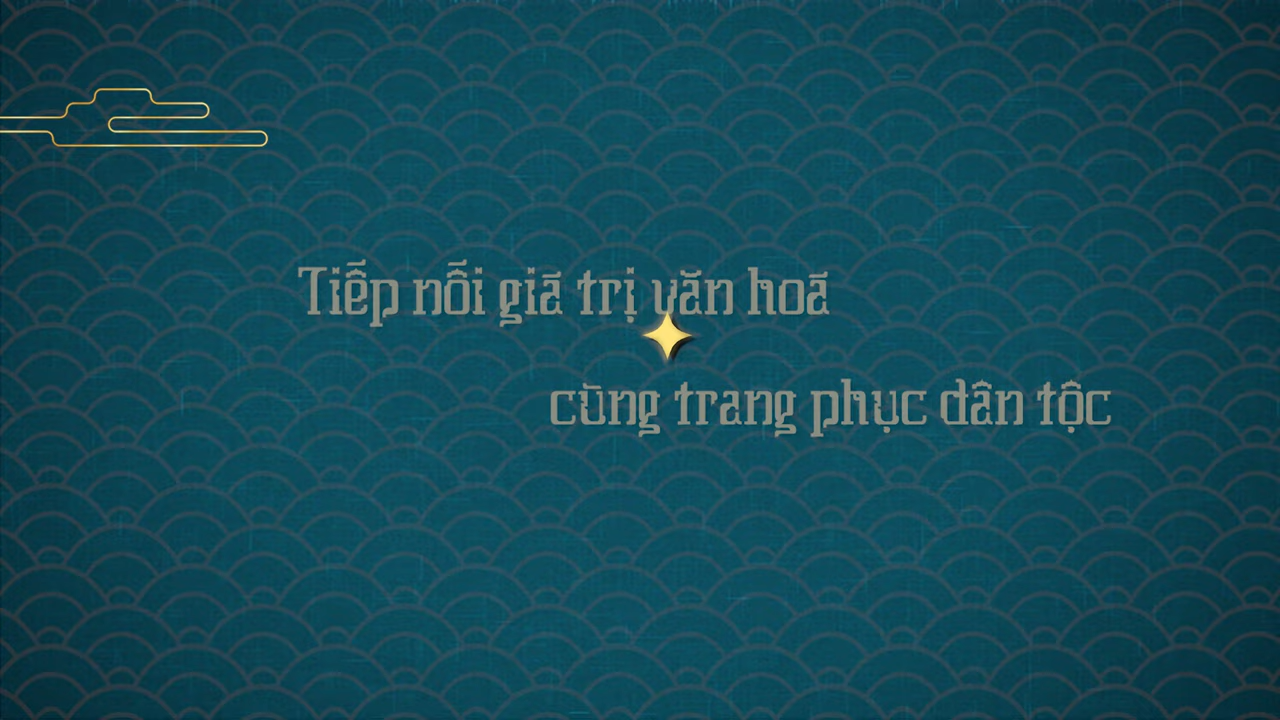 Tiếp nối giá trị văn hoá
cùng trang phục dân tộc